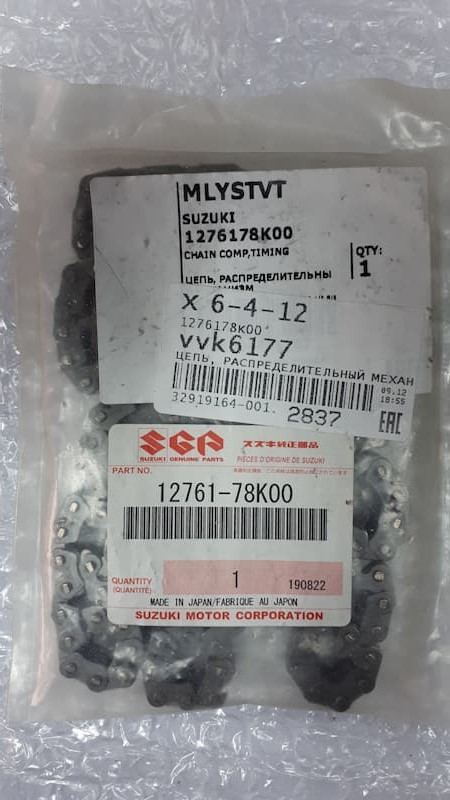 MLYSTVT
SUZUKI
1276178K00
CHAIN COMP,TIMING
QTY:
1
ЦЕПЬ, РАСПРЕДЕЛИТЕЛЬНЫ
X 6-4-12
1276178K00
vvk6177
ЦЕПЬ, РАСПРЕДЕЛИТЕЛЬНЫЙ МЕХАН
09.12
18:55
32919164-001.
2837
EAC
SGP
SUZUKI GENUINE PARTS
スズキ純正部品
PIÈCES D'ORIGINE DE SUZUKI
PART NO.
12761-78K00
QUANTITY
(QUANTITÉ)
1
190822
MADE IN JAPAN/FABRIQUE AU JAPON
SUZUKI MOTOR CORPORATION